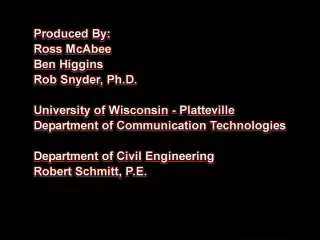 Produced By:
Ross McAbee
Ben Higgins
Rob Snyder, Ph.D.
University of Wisconsin - Platteville
Department of Communication Technologies
Department of Civil Engineering
Robert Schmitt, P.E.